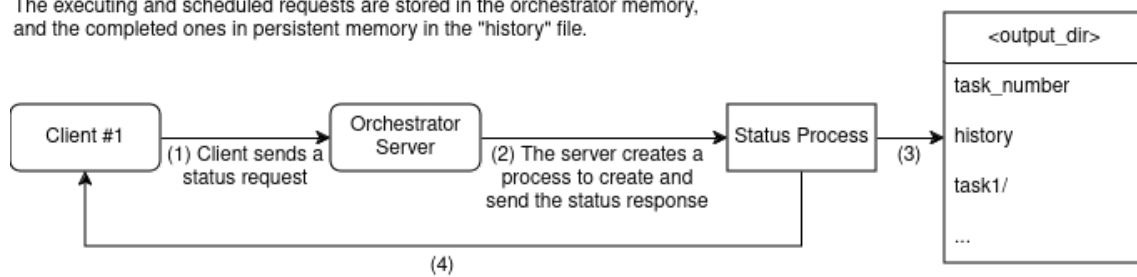 The executing and scheduled requests are stored in the orchestrator memory,
and the completed ones in persistent memory in the "history" file.
<output_dir>
task_number
history
task1/
...
Client #1
(1) Client sends a
status request
Orchestrator
Server
(2) The server creates a
process to create and
send the status response
Status Process
(3)
(4)